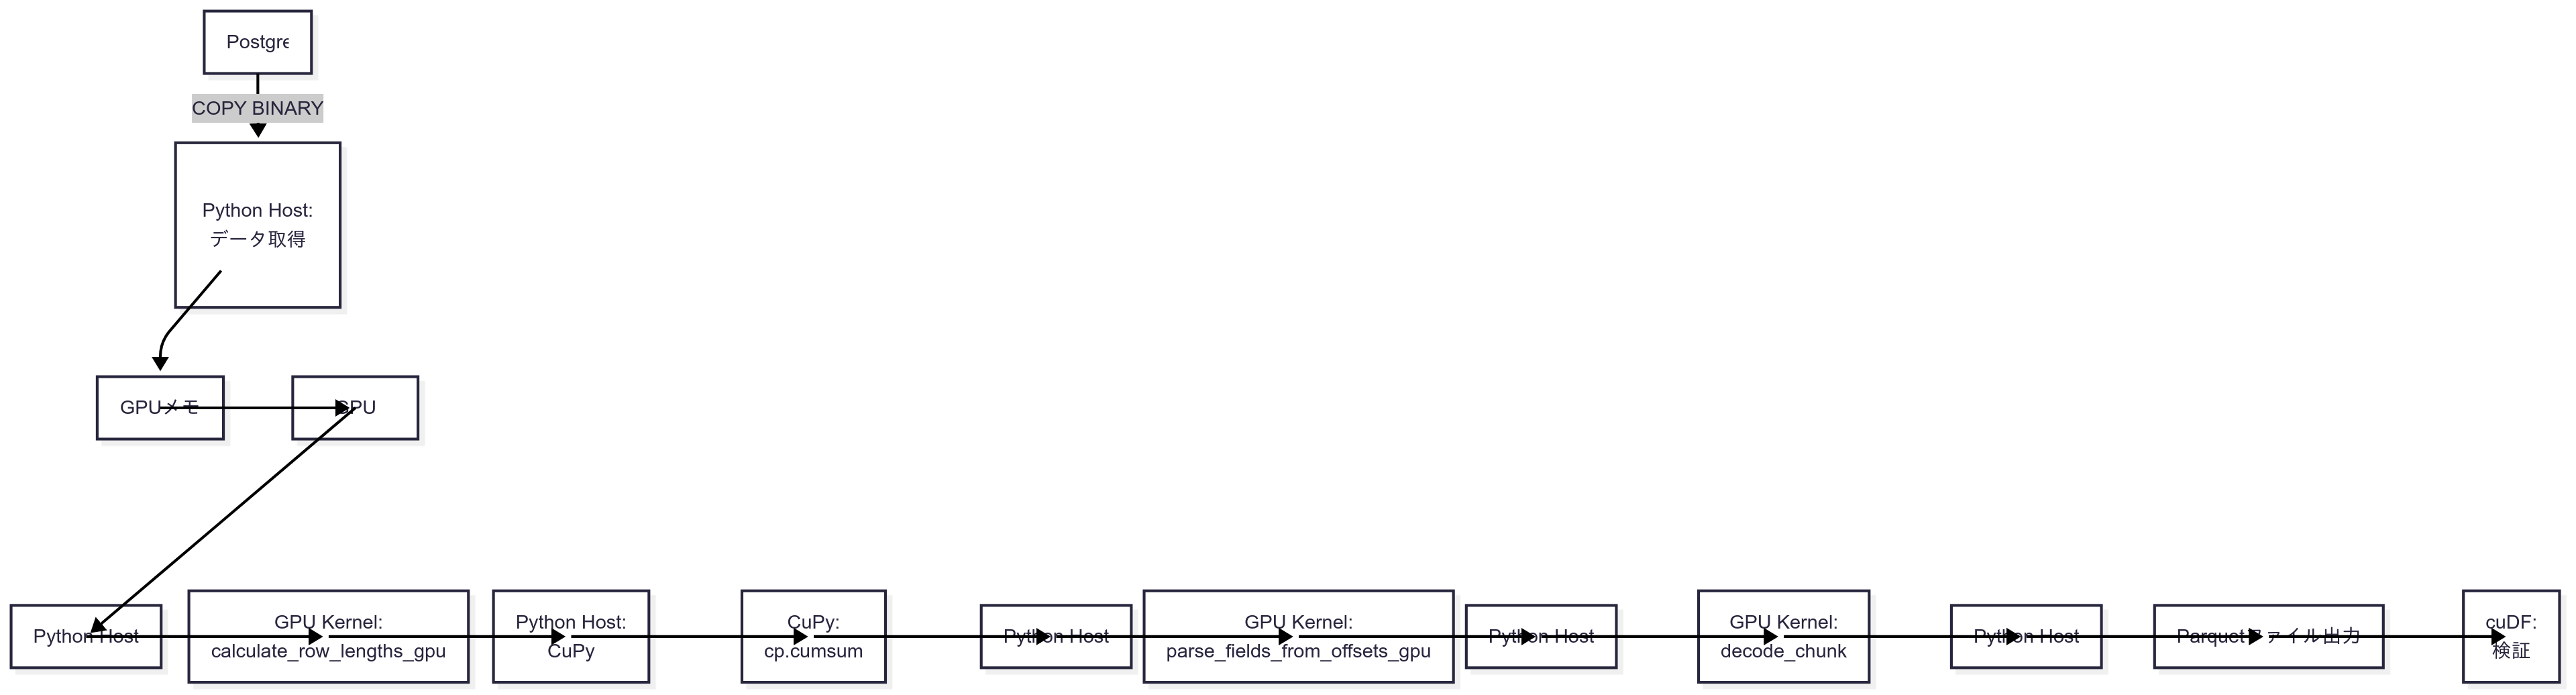 Postgre
COPY BINARY
Python Host:
データ取得
GPUメモ
GPU
Python Host
GPU Kernel:
calculate_row_lengths_gpu
Python Host:
CuPy
CuPy:
cp.cumsum
Python Host
GPU Kernel:
parse_fields_from_offsets_gpu
Python Host
GPU Kernel:
decode_chunk
Python Host
Parquetファイル出力
cuDF:
検証